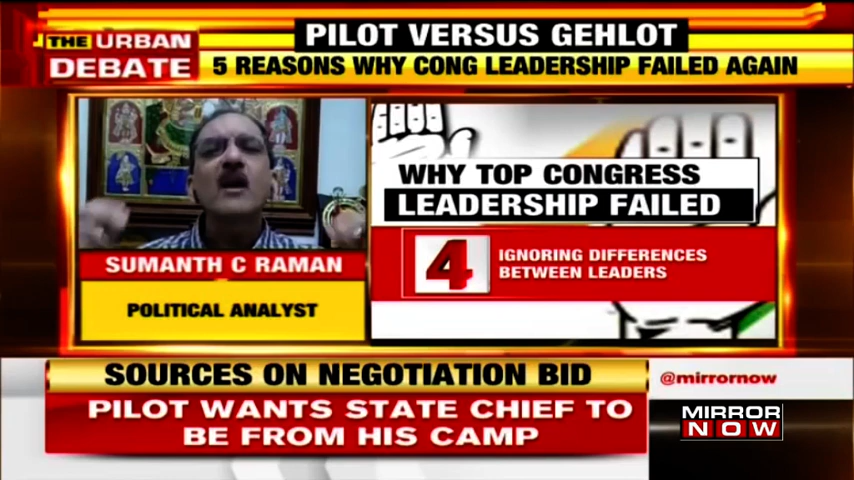 THE URBAN
DEBATE
PILOT VERSUS GEHLOT
5 REASONS WHY CONG LEADERSHIP FAILED AGAIN
SUMANTH C RAMAN
POLITICAL ANALYST
WHY TOP CONGRESS
LEADERSHIP FAILED
4
IGNORING DIFFERENCES
BETWEEN LEADERS
SOURCES ON NEGOTIATION BID
PILOT WANTS STATE CHIEF TO
BE FROM HIS CAMP
@mirrornow
MIRROR
NOW